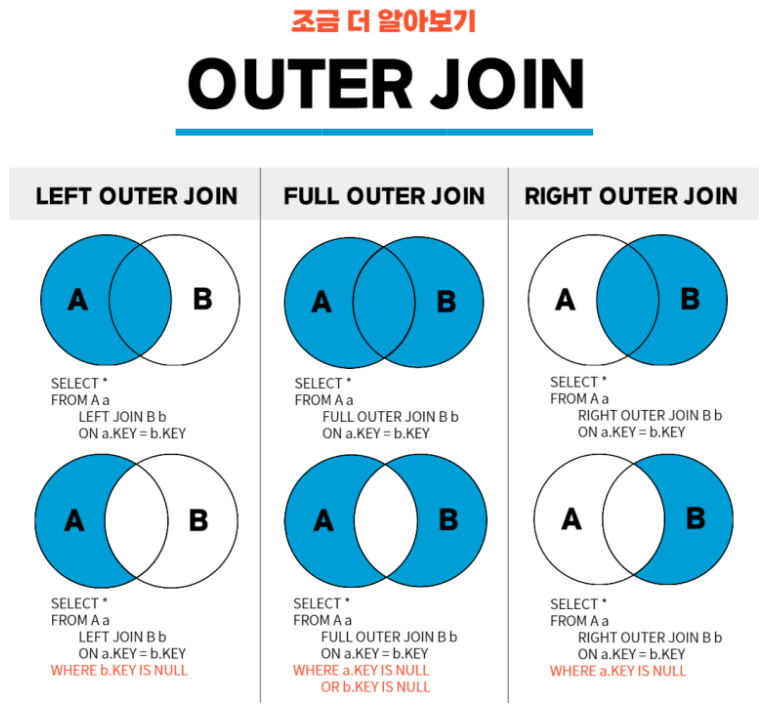 조금 더 알아보기
OUTER JOIN
LEFT OUTER JOIN
A
B
SELECT *
FROM A a
LEFT JOIN B b
ON a.KEY = b.KEY
A
B
SELECT *
FROM A a
LEFT JOIN B b
ON a.KEY = b.KEY
WHERE b.KEY IS NULL
FULL OUTER JOIN
A
B
SELECT *
FROM A a
FULL OUTER JOIN B b
ON a.KEY = b.KEY
A
B
SELECT *
FROM A a
FULL OUTER JOIN B b
ON a.KEY = b.KEY
WHERE a.KEY IS NULL
OR b.KEY IS NULL
RIGHT OUTER JOIN
A
B
SELECT *
FROM A a
RIGHT OUTER JOIN B b
ON a.KEY = b.KEY
A
B
SELECT *
FROM A a
RIGHT OUTER JOIN B b
ON a.KEY = b.KEY
WHERE a.KEY IS NULL